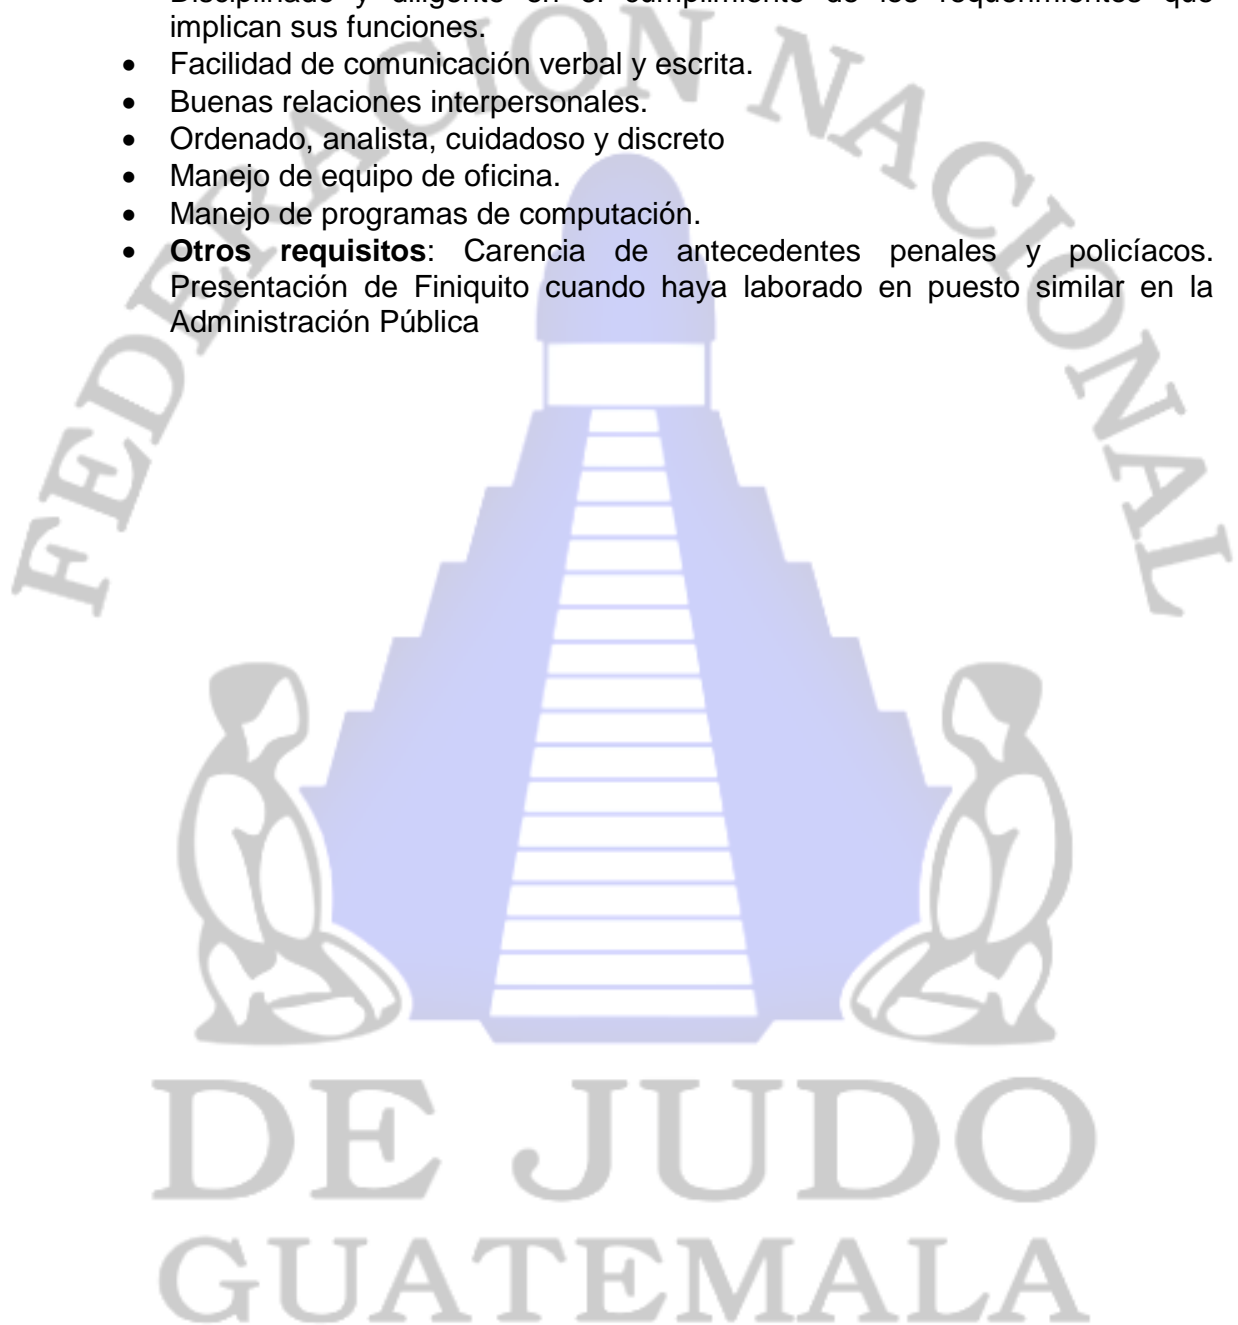 Disciplinado y diligente en el cumplimiento de los requerimientos que
implican sus funciones.
• Facilidad de comunicación verbal y escrita.
• Buenas relaciones interpersonales.
• Ordenado, analista, cuidadoso y discreto
• Manejo de equipo de oficina.
• Manejo de programas de computación.
• Otros requisitos: Carencia de antecedentes penales y policíacos.
Presentación de Finiquito cuando haya laborado en puesto similar en la
Administración Pública
FEDERACION NACIONAL
DE JUDO
GUATEMALA